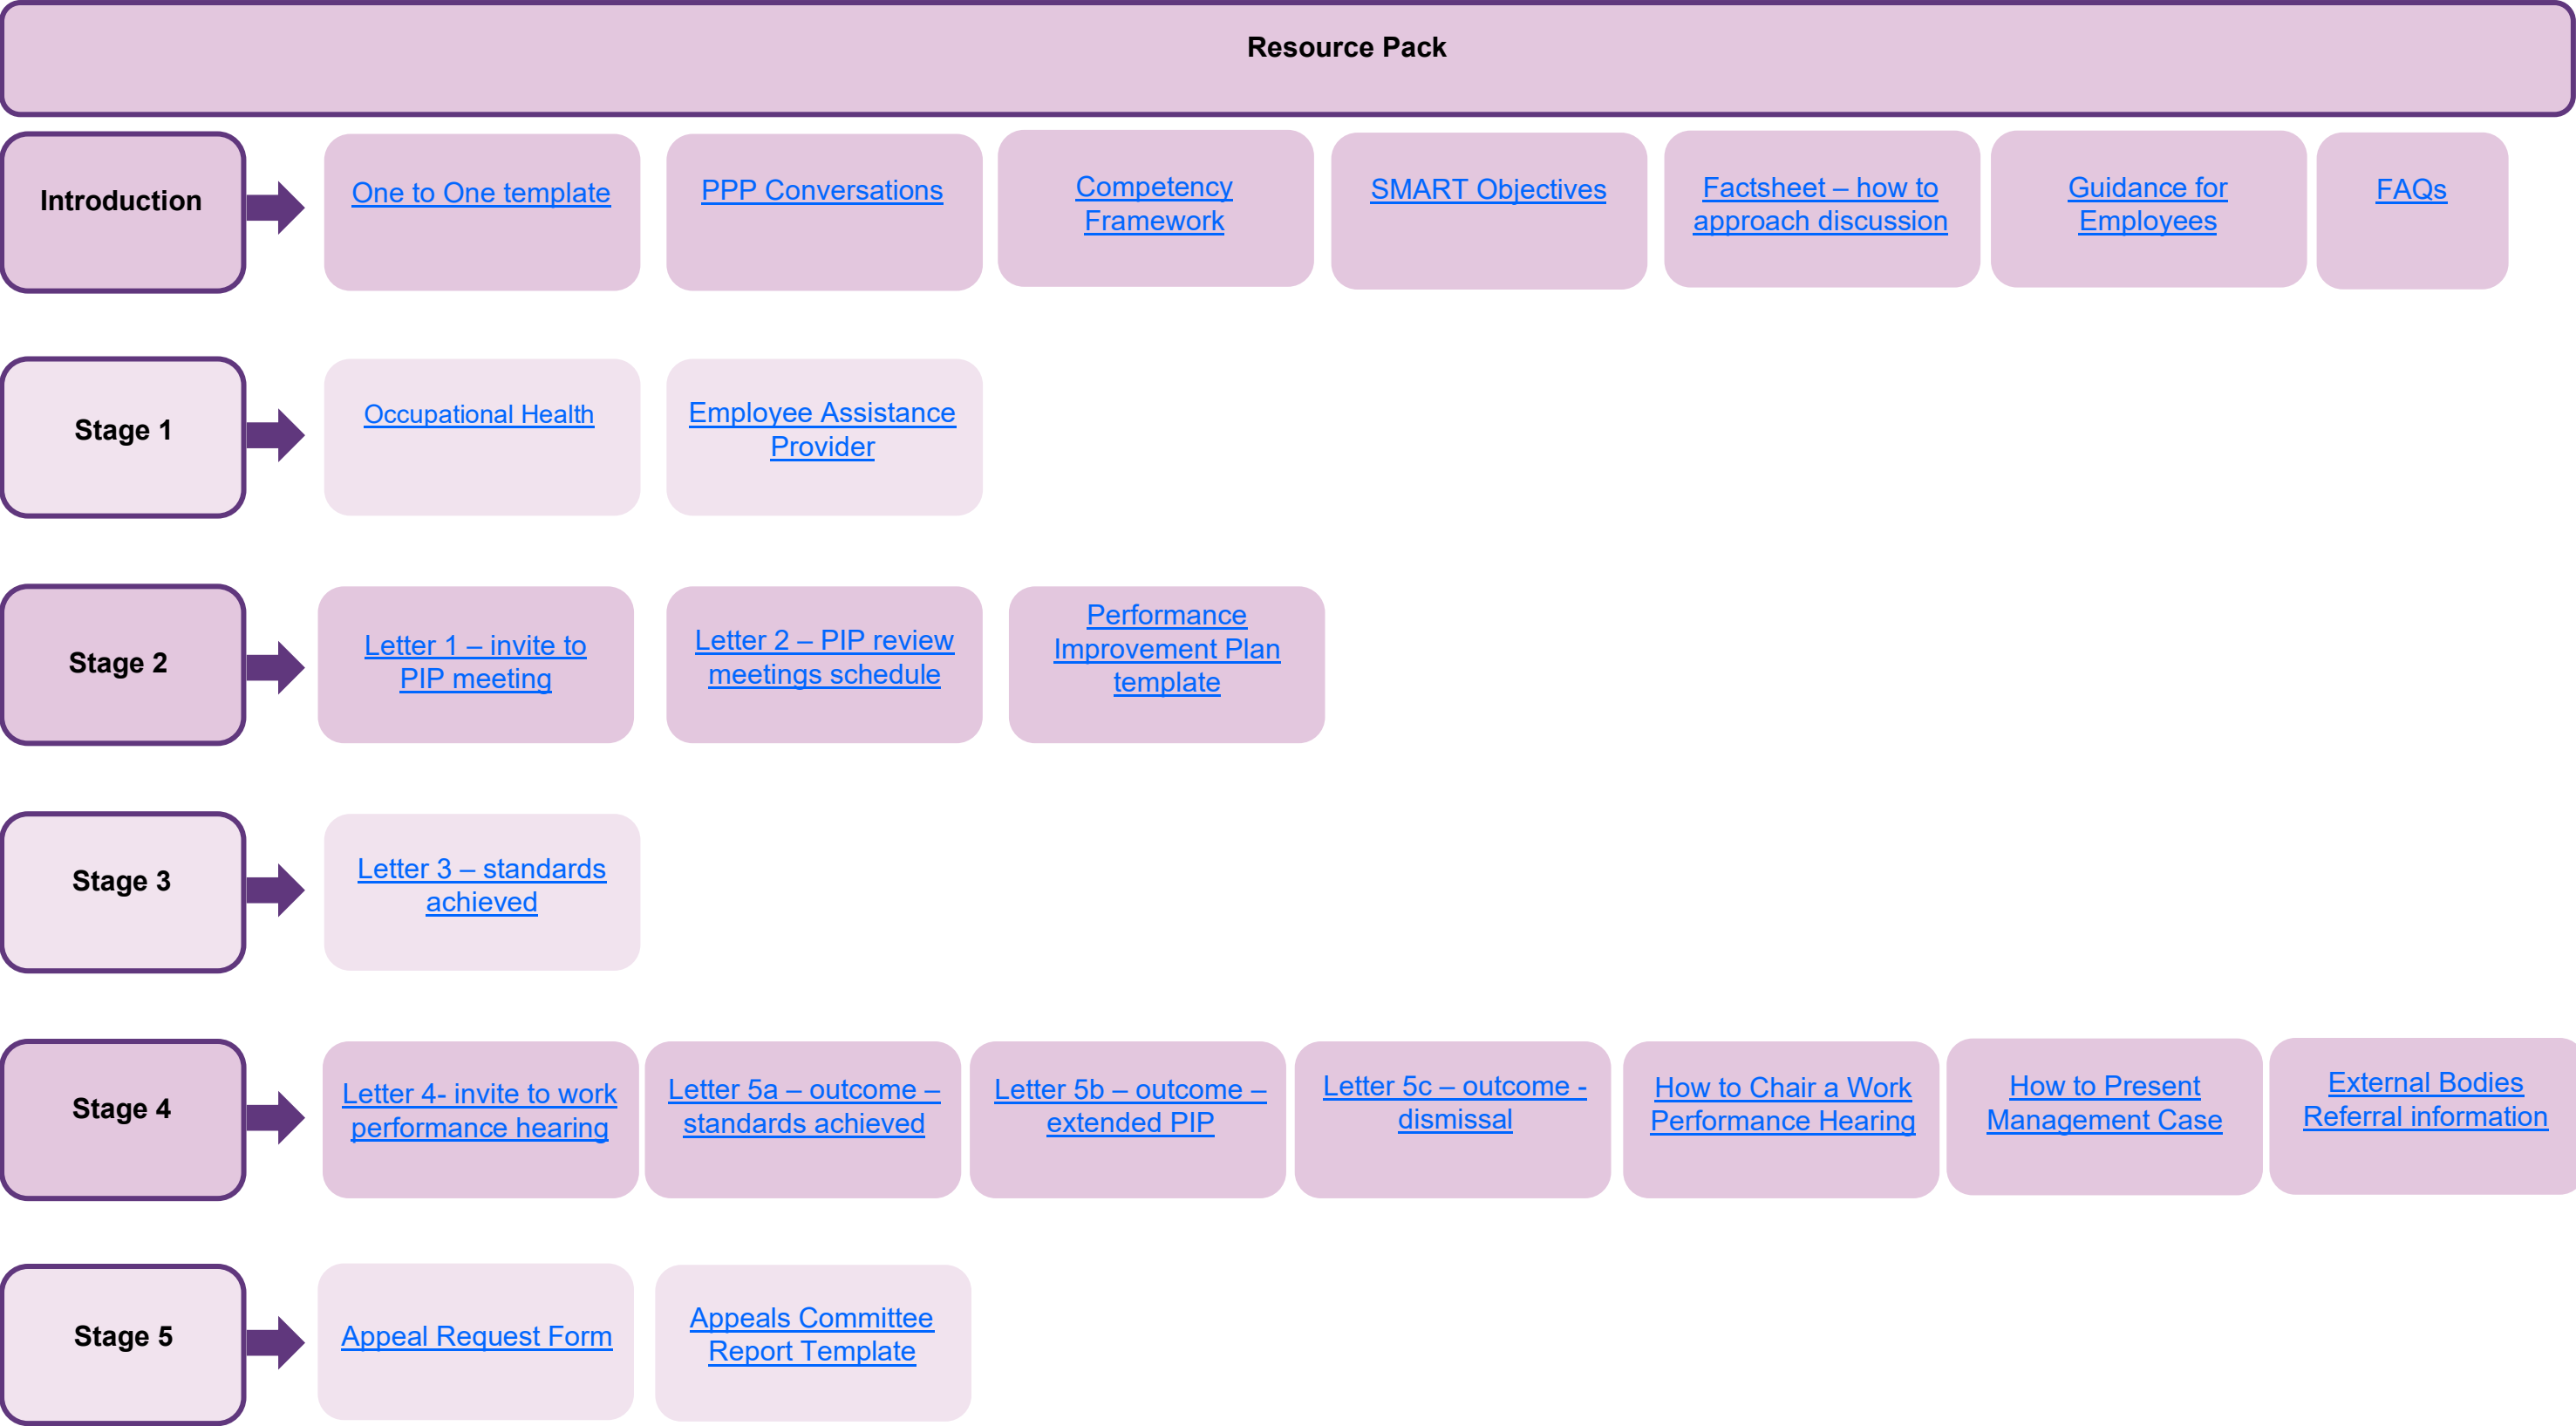 Resource Pack
Introduction
One to One template
PPP Conversations
Competency
Framework
SMART Objectives
Factsheet – how to
approach discussion
Guidance for
Employees
FAQs
Stage 1
Occupational Health
Employee Assistance
Provider
Stage 2
Letter 1 – invite to
PIP meeting
Letter 2 – PIP review
meetings schedule
Performance
Improvement Plan
template
Stage 3
Letter 3 – standards
achieved
Stage 4
Letter 4- invite to work
performance hearing
Letter 5a – outcome –
standards achieved
Letter 5b – outcome –
extended PIP
Letter 5c – outcome -
dismissal
How to Chair a Work
Performance Hearing
How to Present
Management Case
External Bodies
Referral information
Stage 5
Appeal Request Form
Appeals Committee
Report Template